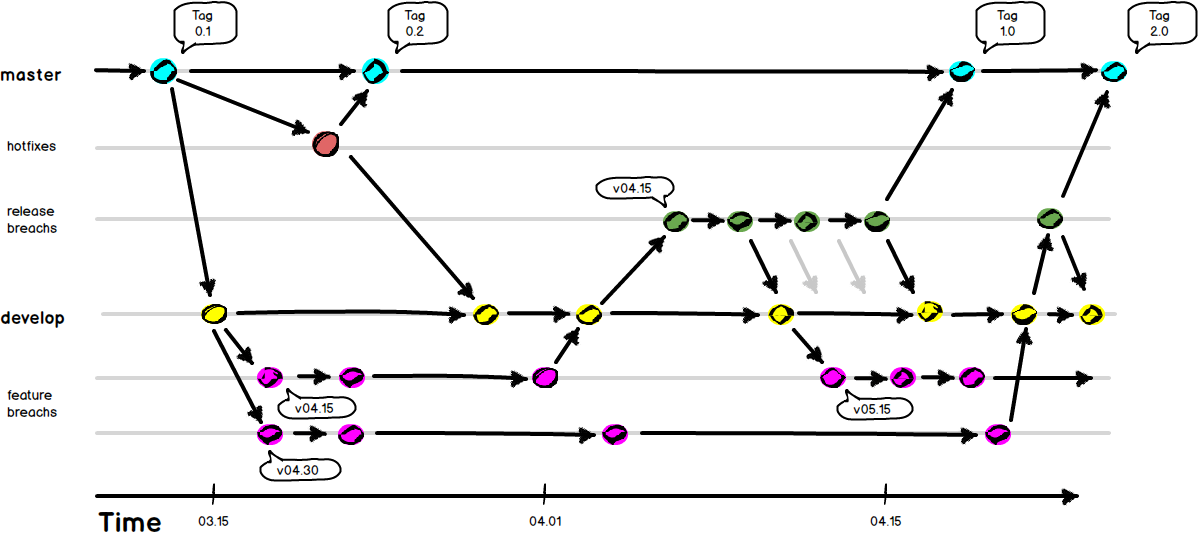 Tag
0.1
Tag
0.2
Tag
1.0
Tag
2.0
master
hotfixes
v04.15
release
breachs
develop
feature
breachs
v04.15
v05.15
v04.30
Time
03.15
04.01
04.15